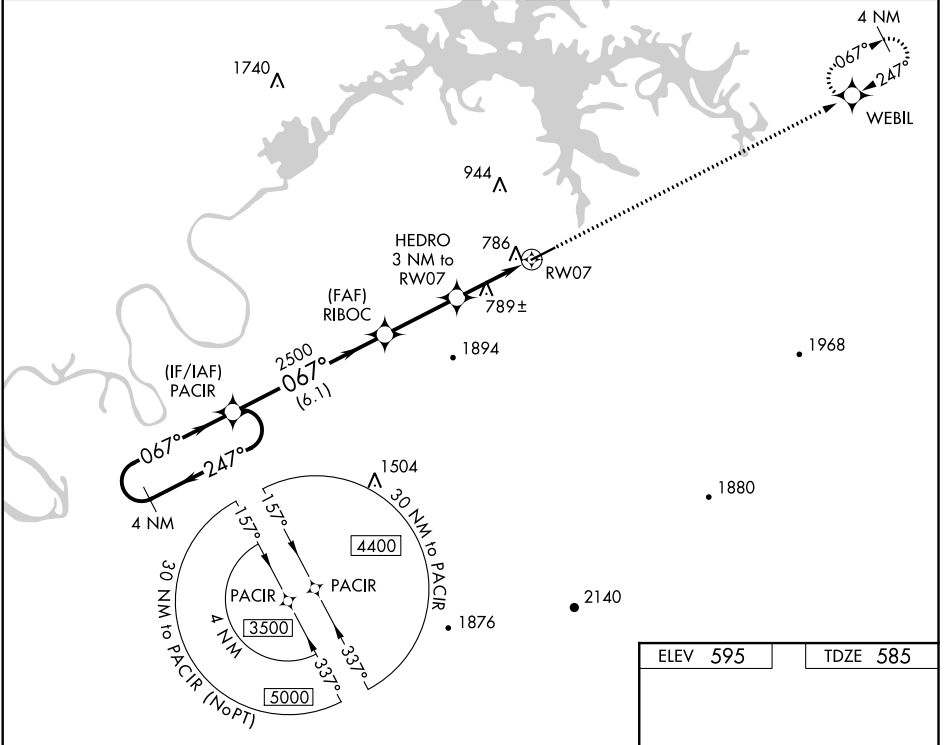 4 NM
067°
247°
WEBIL
1740
944
786
RW07
HEDRO
3 NM to
RW07
789±
(FAF)
RIBOC
1894
1968
2500
067°
(6.1)
(IF/IAF)
PACIR
067°
247°
4 NM
1504
1880
157°
157°
30 NM to PACIR
4400
PACIR
PACIR
3500
4 NM
30 NM to PACIR (NoPT)
5000
337°
337°
1876
2140
ELEV 595
TDZE 585